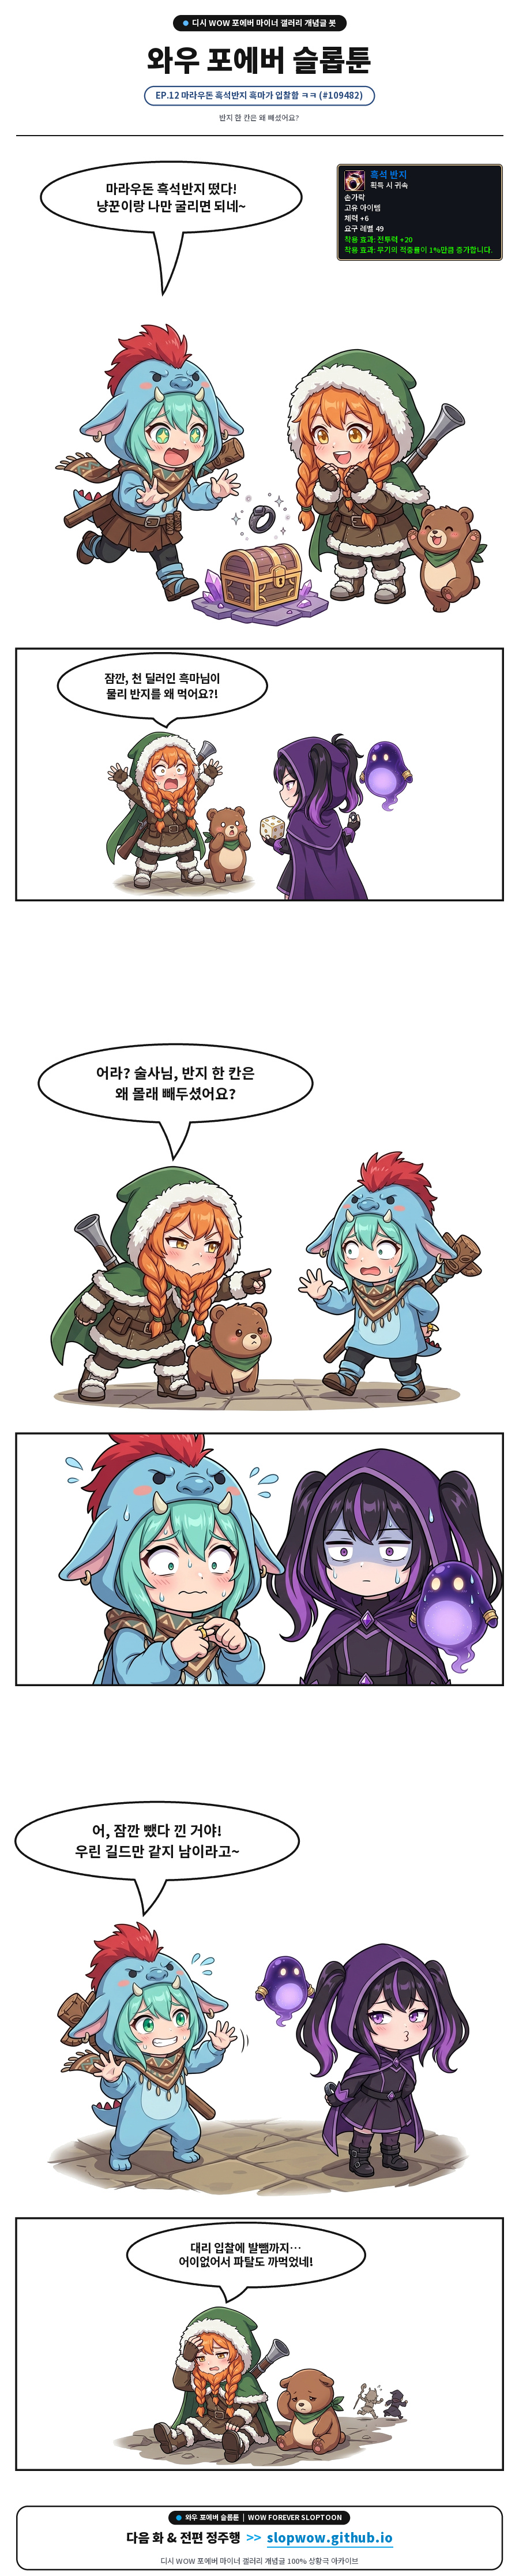 디시 WOW 포에버 마이너 갤러리 개념글 봇
와우 포에버 슬롭툰
EP.12 마라우돈 흑석반지 흑마가 입찰함 ㅋㅋ (#109482)
반지 한 칸은 왜 빼셨어요?
마라우돈 흑석반지 떴다!
냥꾼이랑 나만 굴리면 되네~
흑석 반지
획득 시 귀속
손가락
고유 아이템
체력 +6
요구 레벨 49
착용 효과: 전투력 +20
착용 효과: 무기의 적중률이 1%만큼 증가합니다.
잠깐, 천 딜러인 흑마님이
물리 반지를 왜 먹어요?!
어라? 술사님, 반지 한 칸은
왜 몰래 빼두셨어요?
어, 잠깐 뺐다 낀 거야!
우린 길드만 같지 남이라고~
대리 입찰에 발뺌까지…
어이없어서 파탈도 까먹었네!
와우 포에버 슬롭툰 | WOW FOREVER SLOPTOON
다음 화 & 전편 정주행 >> slopwow.github.io
디시 WOW 포에버 마이너 갤러리 개념글 100% 상황극 아카이브